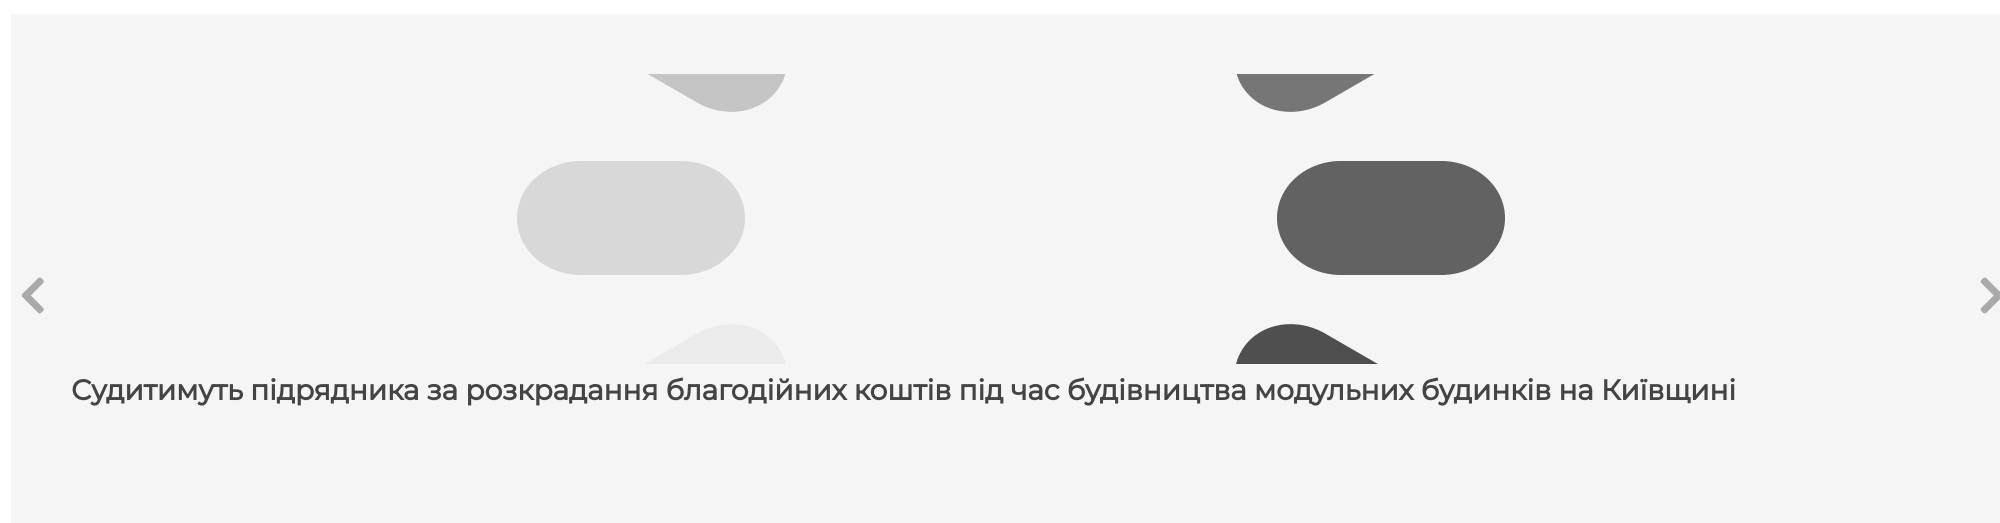 Судитимуть підрядника за розкрадання благодійних коштів під час будівництва модульних будинків на Київщині